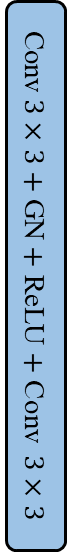 Conv 3 × 3 + GN + ReLU + Conv 3 × 3